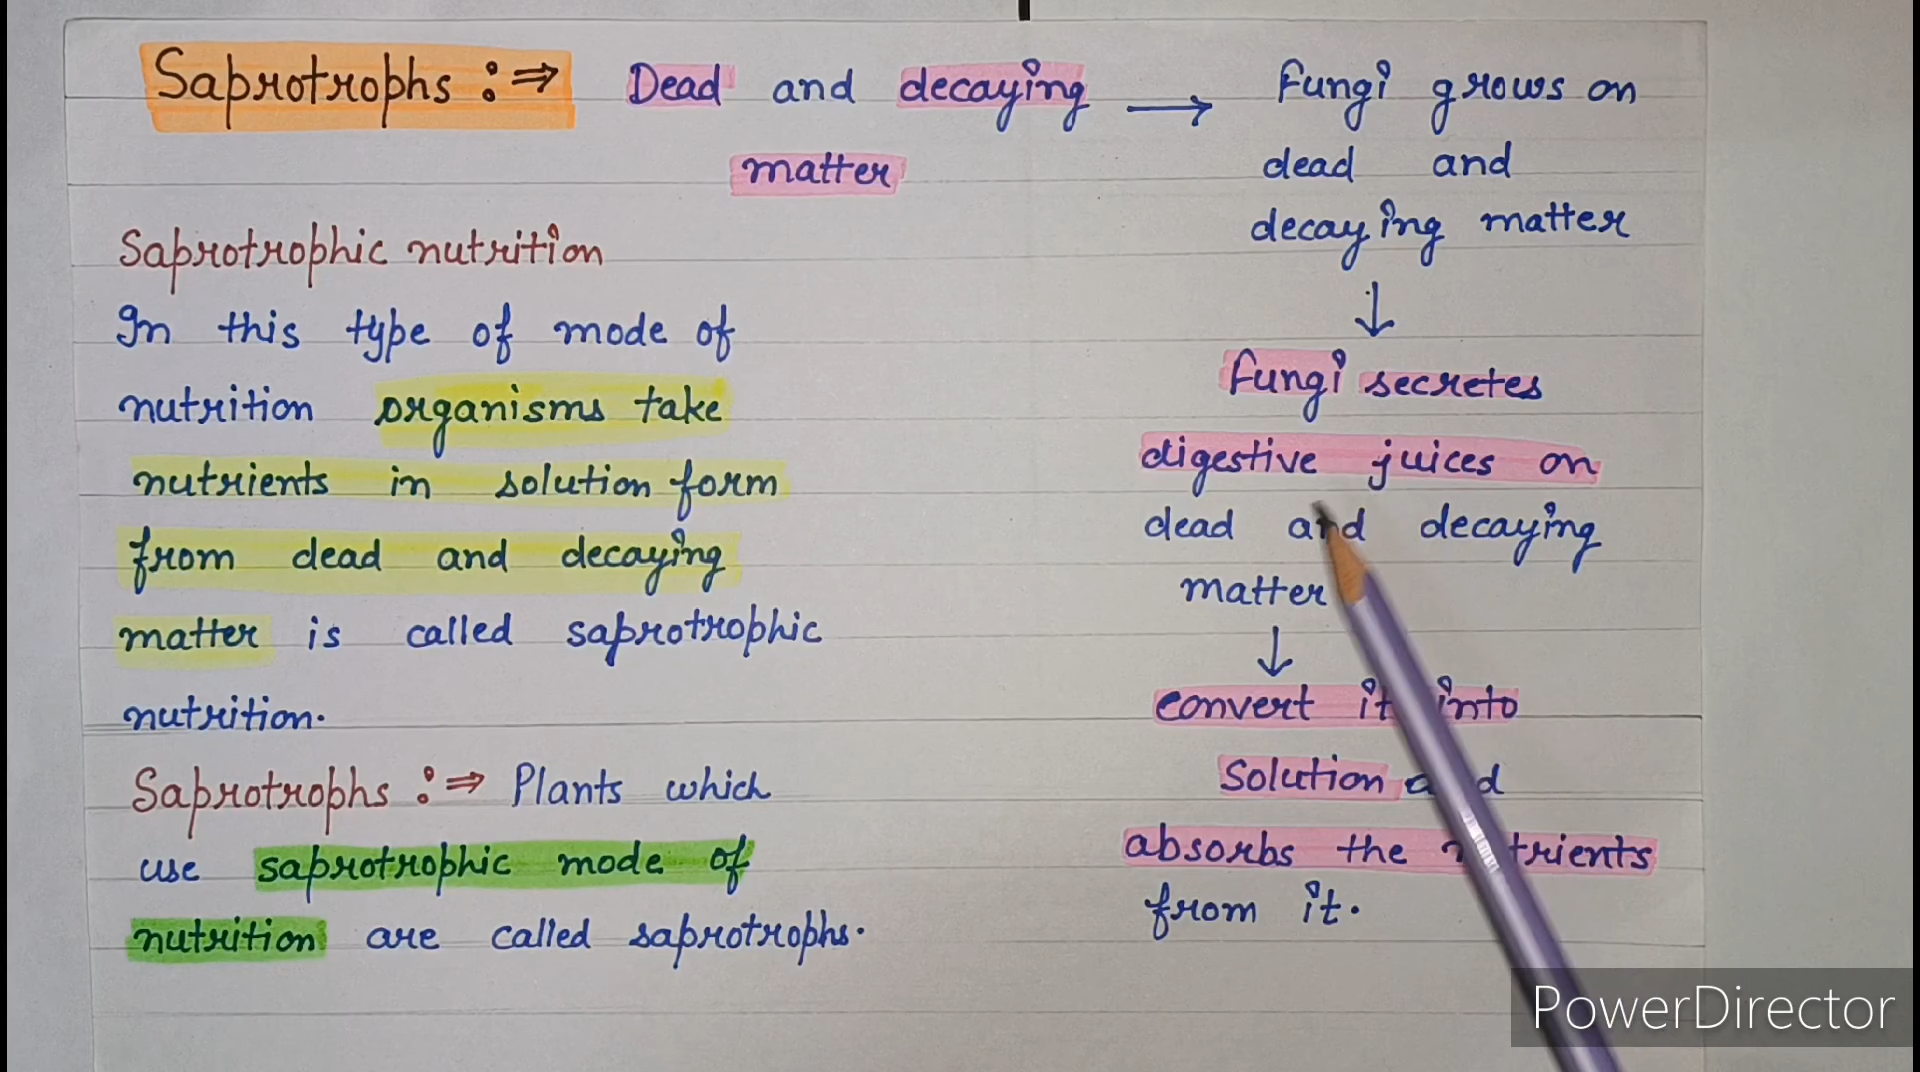 Saprotrophs :⇒ Dead and decaying → Fungi grows on
matter
dead and
decaying matter
↓
Fungi secretes
digestive juices on
dead and decaying
matter
↓
convert it into
Solution and
absorbs the nutrients
from it.
Saprotrophic nutrition
In this type of mode of
nutrition organisms take
nutrients in solution form
from dead and decaying
matter is called saprotrophic
nutrition.
Saprotrophs :⇒ Plants which
use saprotrophic mode of
nutrition are called saprotrophs.
PowerDirector